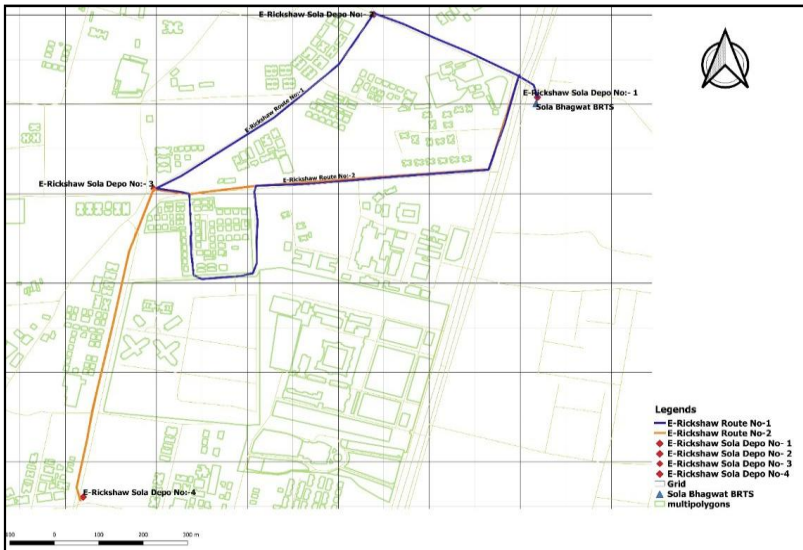 E-Rickshaw Sola Depo No:- 2
E-Rickshaw Sola Depo No:- 1
Sola Bhagwat BRTS
E-Rickshaw Route No:-1
E-Rickshaw Route No:-2
E-Rickshaw Sola Depo No:- 3
E-Rickshaw Sola Depo No:-4
Legends
E-Rickshaw Route No-1
E-Rickshaw Route No-2
E-Rickshaw Sola Depo No- 1
E-Rickshaw Sola Depo No- 2
E-Rickshaw Sola Depo No- 3
E-Rickshaw Sola Depo No-4
Grid
Sola Bhagwat BRTS
multipolygons
100 0 100 200 300 m